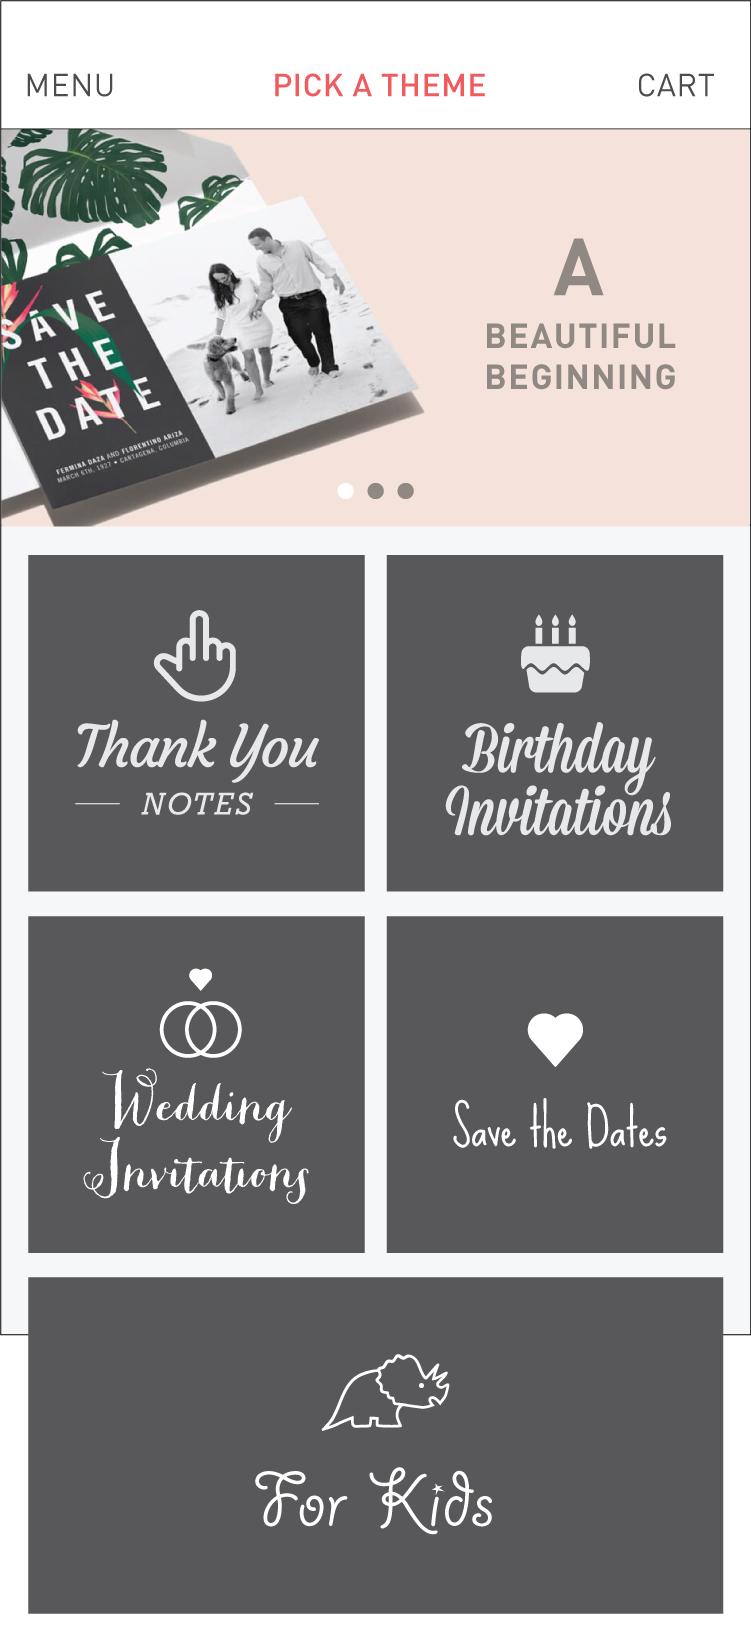 MENU
PICK A THEME
CART
SAVE
THE
DATE
FERMINA DAZA AND FLORENTINO ARIZA
MARCH 6TH, 1927 • CARTAGENA, COLUMBIA
A
BEAUTIFUL
BEGINNING
Thank You
NOTES
Birthday
Invitations
Wedding
Invitations
Save the Dates
For Kids